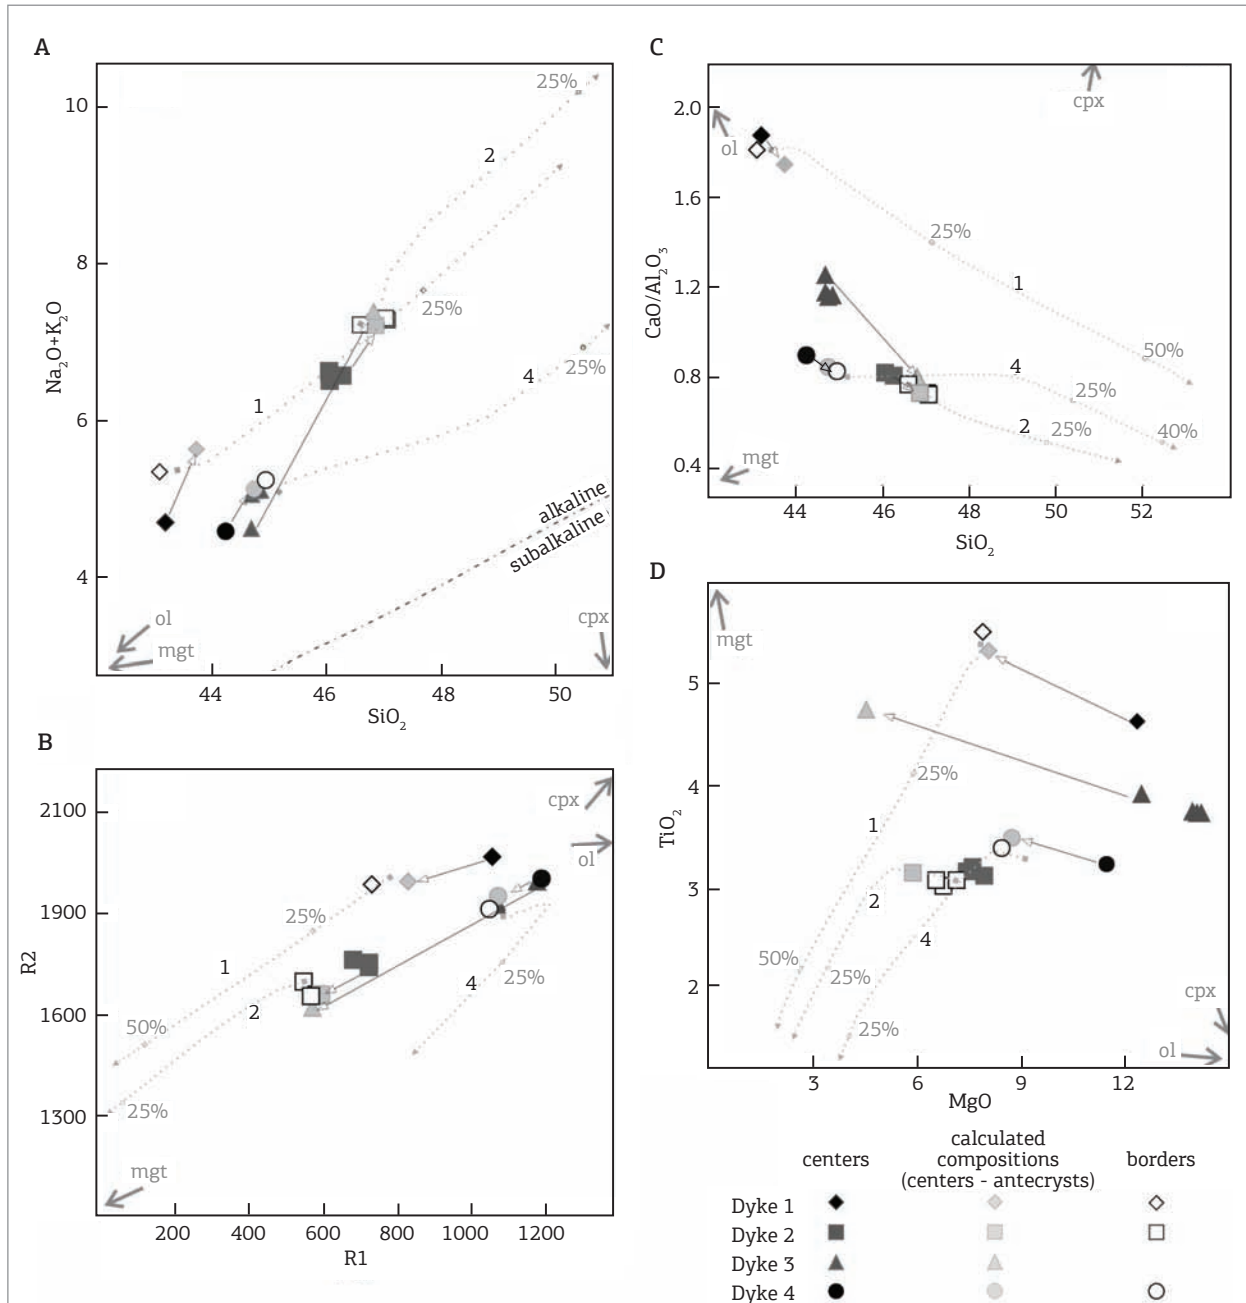 A
10
8
6
4
Na₂O+K₂O
44
46
48
50
SiO₂
25%
2
25%
1
4
25%
alkaline
subalkaline
ol
mgt
cpx
B
2100
1900
1600
1300
R2
200
400
600
800
1000
1200
R1
cpx
ol
25%
1
50%
2
25%
4
25%
mgt
C
2.0
1.6
1.2
0.8
0.4
CaO/Al₂O₃
44
46
48
50
52
SiO₂
cpx
ol
25%
1
50%
4
25%
2
25%
40%
mgt
D
5
4
3
2
TiO₂
3
6
9
12
MgO
mgt
25%
1
2
4
50%
25%
25%
cpx
ol
centers
calculated
compositions
(centers - antecrysts)
borders
Dyke 1
Dyke 2
Dyke 3
Dyke 4